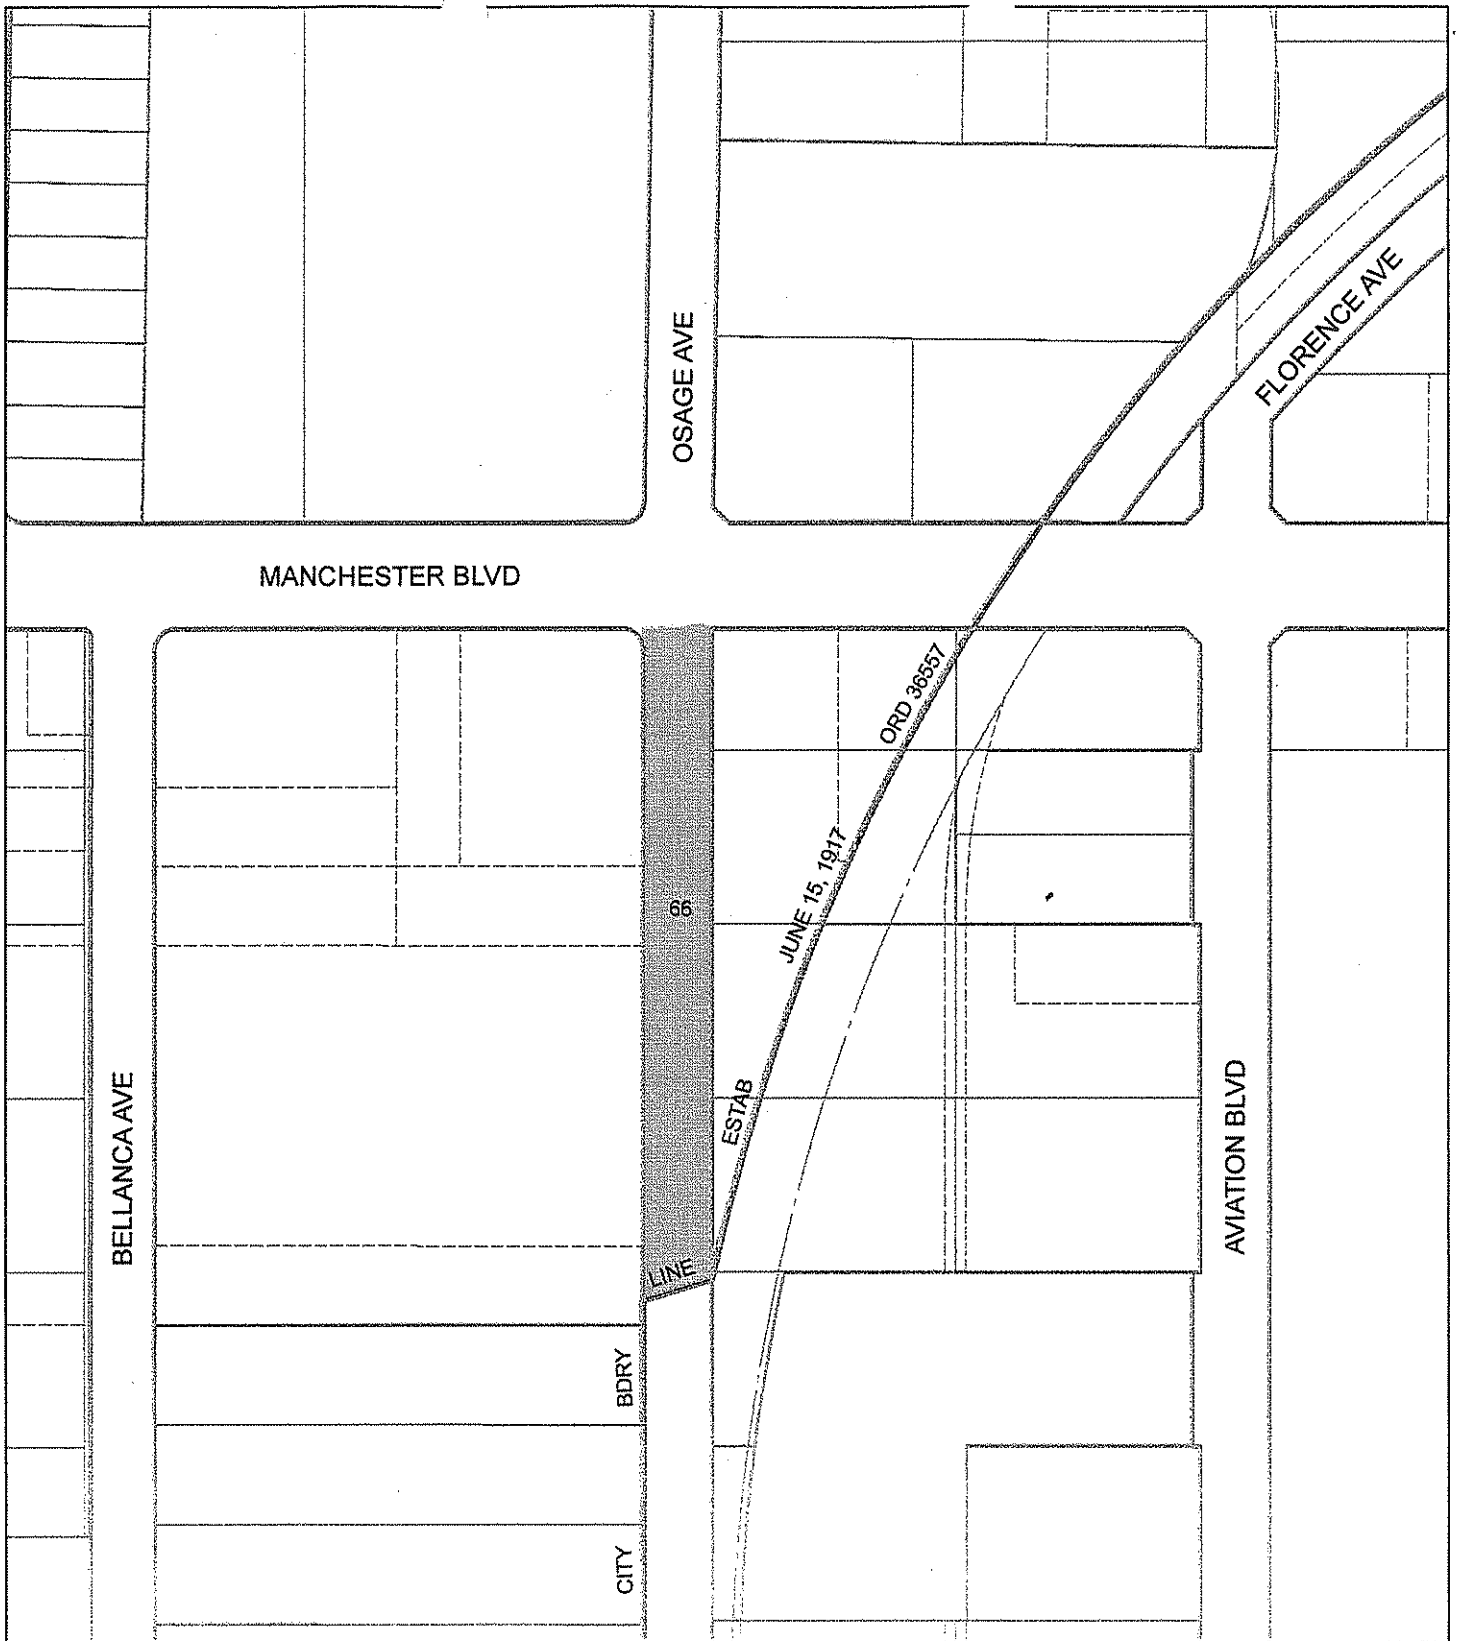 OSAGE AVE
FLORENCE AVE
MANCHESTER BLVD
BELLANCA AVE
66
AVIATION BLVD
CITY BDRY LINE ESTAB JUNE 15, 1917 ORD 36557